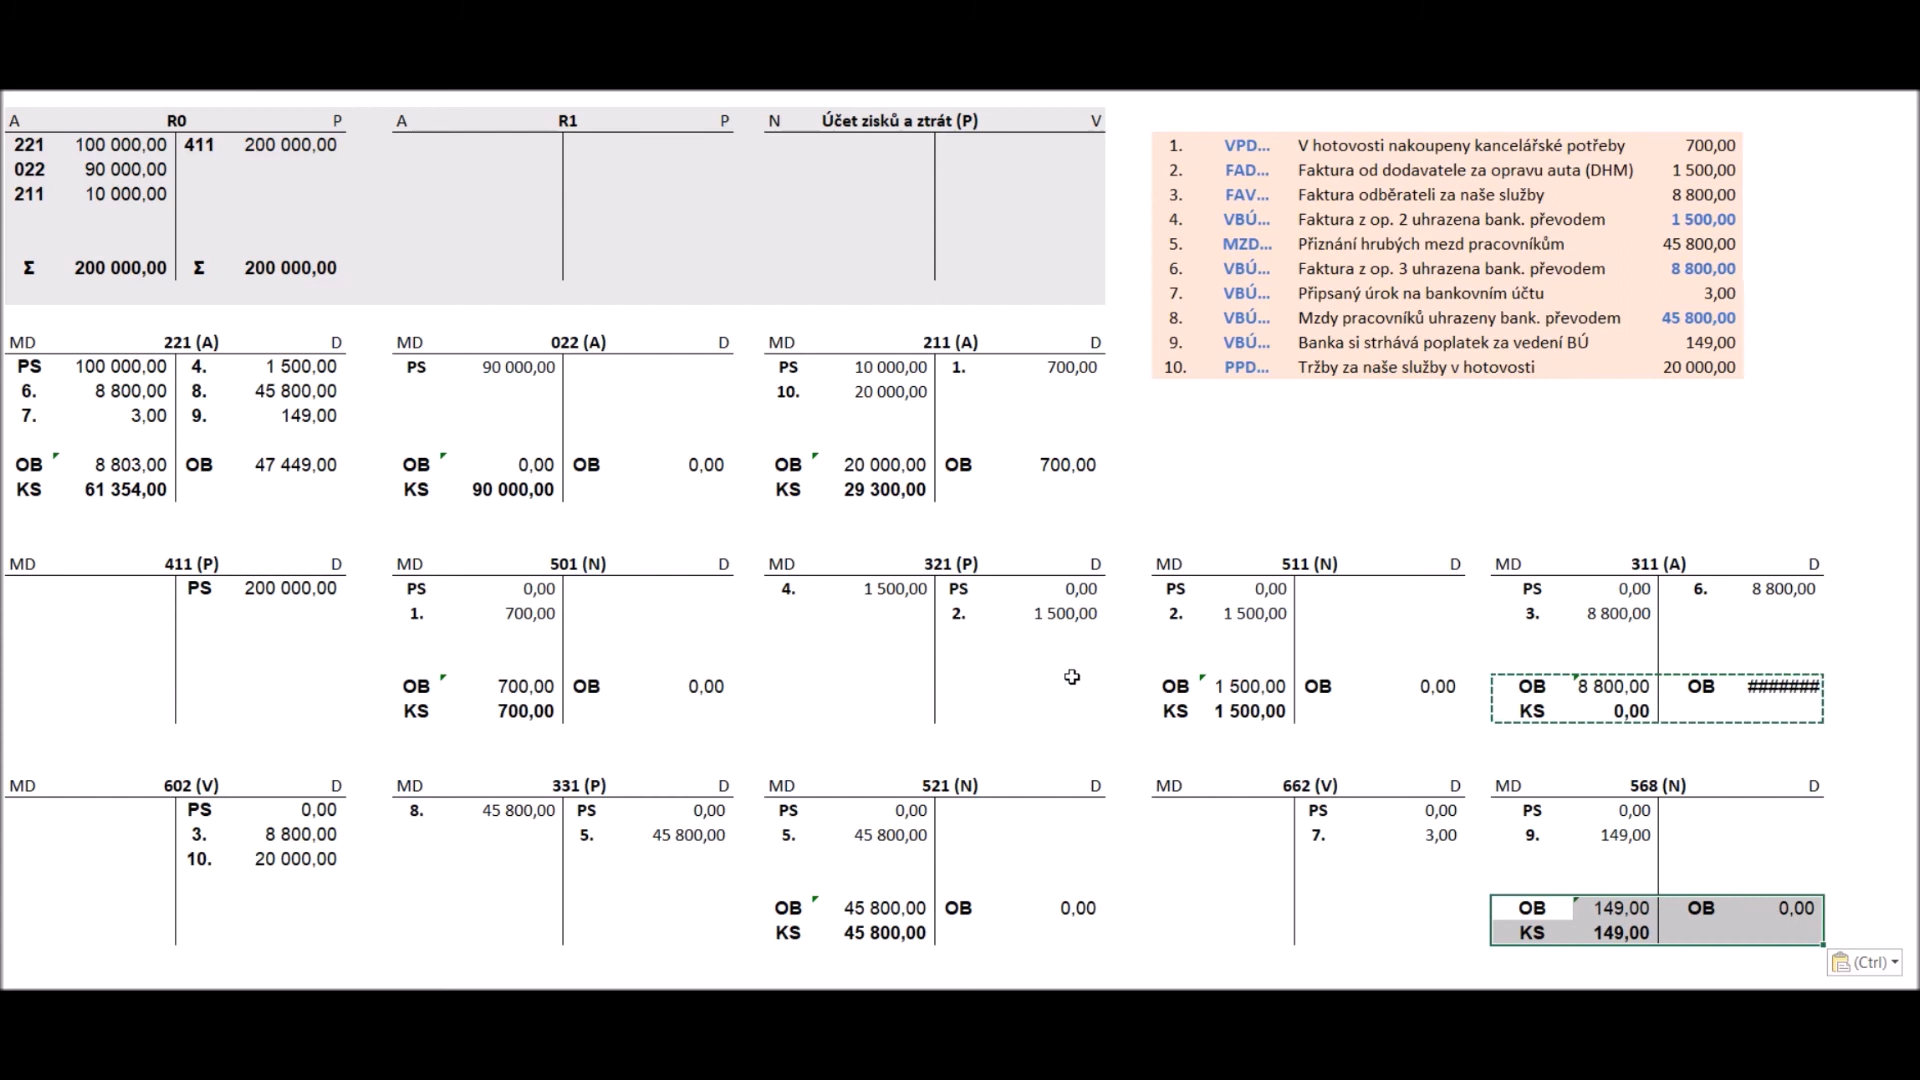 A R0 P
221 100 000,00 411 200 000,00
022 90 000,00
211 10 000,00
Σ 200 000,00 Σ 200 000,00
A R1 P
N Účet zisků a ztrát (P) V
1. VPD... V hotovosti nakoupeny kancelářské potřeby 700,00
2. FAD... Faktura od dodavatele za opravu auta (DHM) 1 500,00
3. FAV... Faktura odběrateli za naše služby 8 800,00
4. VBÚ... Faktura z op. 2 uhrazena bank. převodem 1 500,00
5. MZD... Přiznání hrubých mezd pracovníkům 45 800,00
6. VBÚ... Faktura z op. 3 uhrazena bank. převodem 8 800,00
7. VBÚ... Připsaný úrok na bankovním účtu 3,00
8. VBÚ... Mzdy pracovníků uhrazeny bank. převodem 45 800,00
9. VBÚ... Banka si strhává poplatek za vedení BÚ 149,00
10. PPD... Tržby za naše služby v hotovosti 20 000,00
MD 221 (A) D
PS 100 000,00 4. 1 500,00
6. 8 800,00 8. 45 800,00
7. 3,00 9. 149,00
OB 8 803,00 OB 47 449,00
KS 61 354,00
MD 022 (A) D
PS 90 000,00
OB 0,00 OB 0,00
KS 90 000,00
MD 211 (A) D
PS 10 000,00 1. 700,00
10. 20 000,00
OB 20 000,00 OB 700,00
KS 29 300,00
MD 411 (P) D
PS 200 000,00
MD 501 (N) D
PS 0,00
1. 700,00
OB 700,00 OB 0,00
KS 700,00
MD 321 (P) D
4. 1 500,00 PS 0,00
2. 1 500,00
MD 511 (N) D
PS 0,00
2. 1 500,00
OB 1 500,00 OB 0,00
KS 1 500,00
MD 311 (A) D
PS 0,00 6. 8 800,00
3. 8 800,00
OB 8 800,00 OB #######
KS 0,00
MD 602 (V) D
PS 0,00
3. 8 800,00
10. 20 000,00
MD 331 (P) D
8. 45 800,00 PS 0,00
5. 45 800,00
MD 521 (N) D
PS 0,00
5. 45 800,00
OB 45 800,00 OB 0,00
KS 45 800,00
MD 662 (V) D
PS 0,00
7. 3,00
MD 568 (N) D
PS 0,00
9. 149,00
OB 149,00 OB 0,00
KS 149,00
(Ctrl)